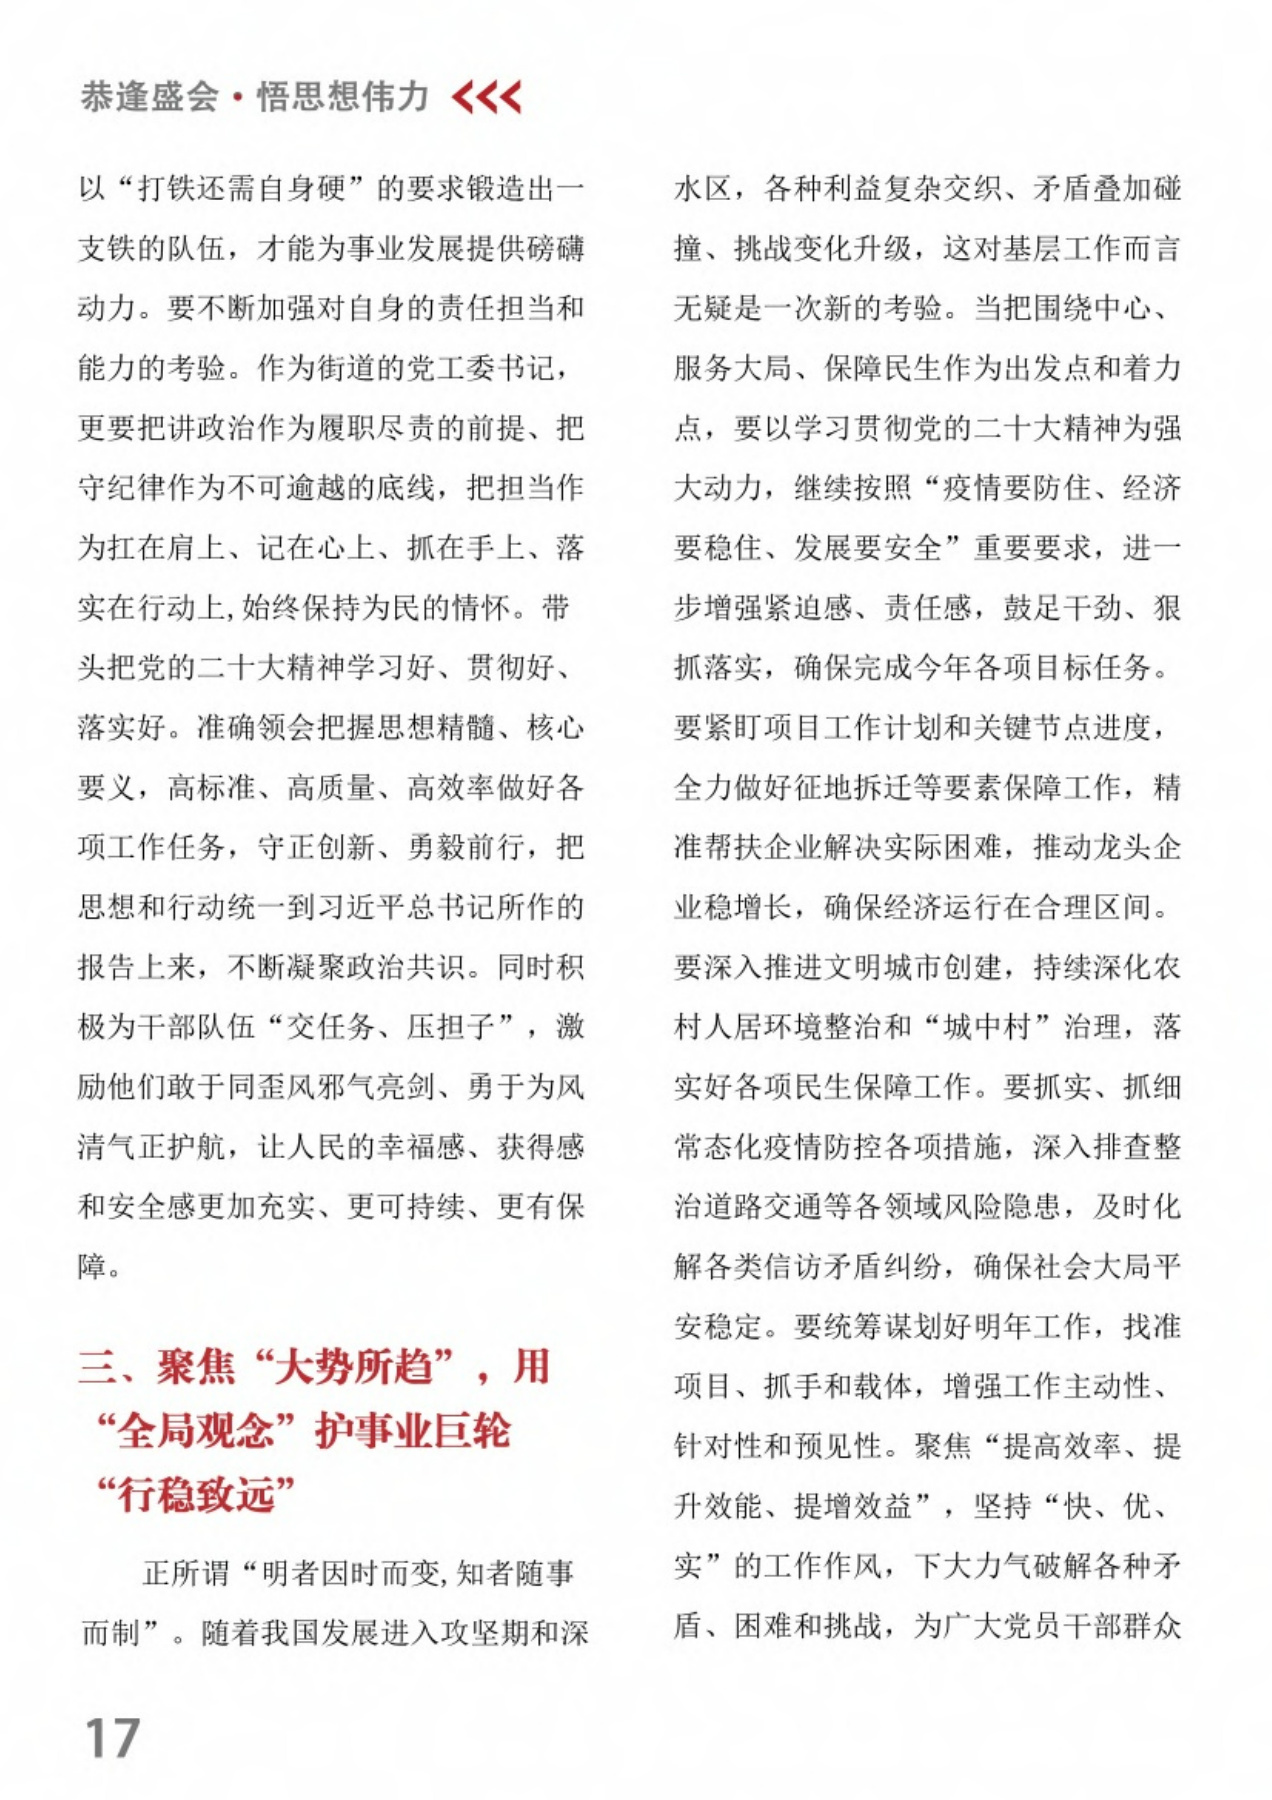 恭逢盛会·悟思想伟力
以“打铁还需自身硬”的要求锻造出一
支铁的队伍，才能为事业发展提供磅礴
动力。要不断加强对自身的责任担当和
能力的考验。作为街道的党工委书记，
更要把讲政治作为履职尽责的前提、把
守纪律作为不可逾越的底线，把担当作
为扛在肩上、记在心上、抓在手上、落
实在行动上,始终保持为民的情怀。带
头把党的二十大精神学习好、贯彻好、
落实好。准确领会把握思想精髓、核心
要义，高标准、高质量、高效率做好各
项工作任务，守正创新、勇毅前行，把
思想和行动统一到习近平总书记所作的
报告上来，不断凝聚政治共识。同时积
极为干部队伍“交任务、压担子”，激
励他们敢于同歪风邪气亮剑、勇于为风
清气正护航，让人民的幸福感、获得感
和安全感更加充实、更可持续、更有保
障。
三、聚焦“大势所趋”，用
“全局观念”护事业巨轮
“行稳致远”
正所谓“明者因时而变,知者随事
而制”。随着我国发展进入攻坚期和深
水区，各种利益复杂交织、矛盾叠加碰
撞、挑战变化升级，这对基层工作而言
无疑是一次新的考验。当把围绕中心、
服务大局、保障民生作为出发点和着力
点，要以学习贯彻党的二十大精神为强
大动力，继续按照“疫情要防住、经济
要稳住、发展要安全”重要要求，进一
步增强紧迫感、责任感，鼓足干劲、狠
抓落实，确保完成今年各项目标任务。
要紧盯项目工作计划和关键节点进度，
全力做好征地拆迁等要素保障工作，精
准帮扶企业解决实际困难，推动龙头企
业稳增长，确保经济运行在合理区间。
要深入推进文明城市创建，持续深化农
村人居环境整治和“城中村”治理，落
实好各项民生保障工作。要抓实、抓细
常态化疫情防控各项措施，深入排查整
治道路交通等各领域风险隐患，及时化
解各类信访矛盾纠纷，确保社会大局平
安稳定。要统筹谋划好明年工作，找准
项目、抓手和载体，增强工作主动性、
针对性和预见性。聚焦“提高效率、提
升效能、提增效益”，坚持“快、优、
实”的工作作风，下大力气破解各种矛
盾、困难和挑战，为广大党员干部群众
17